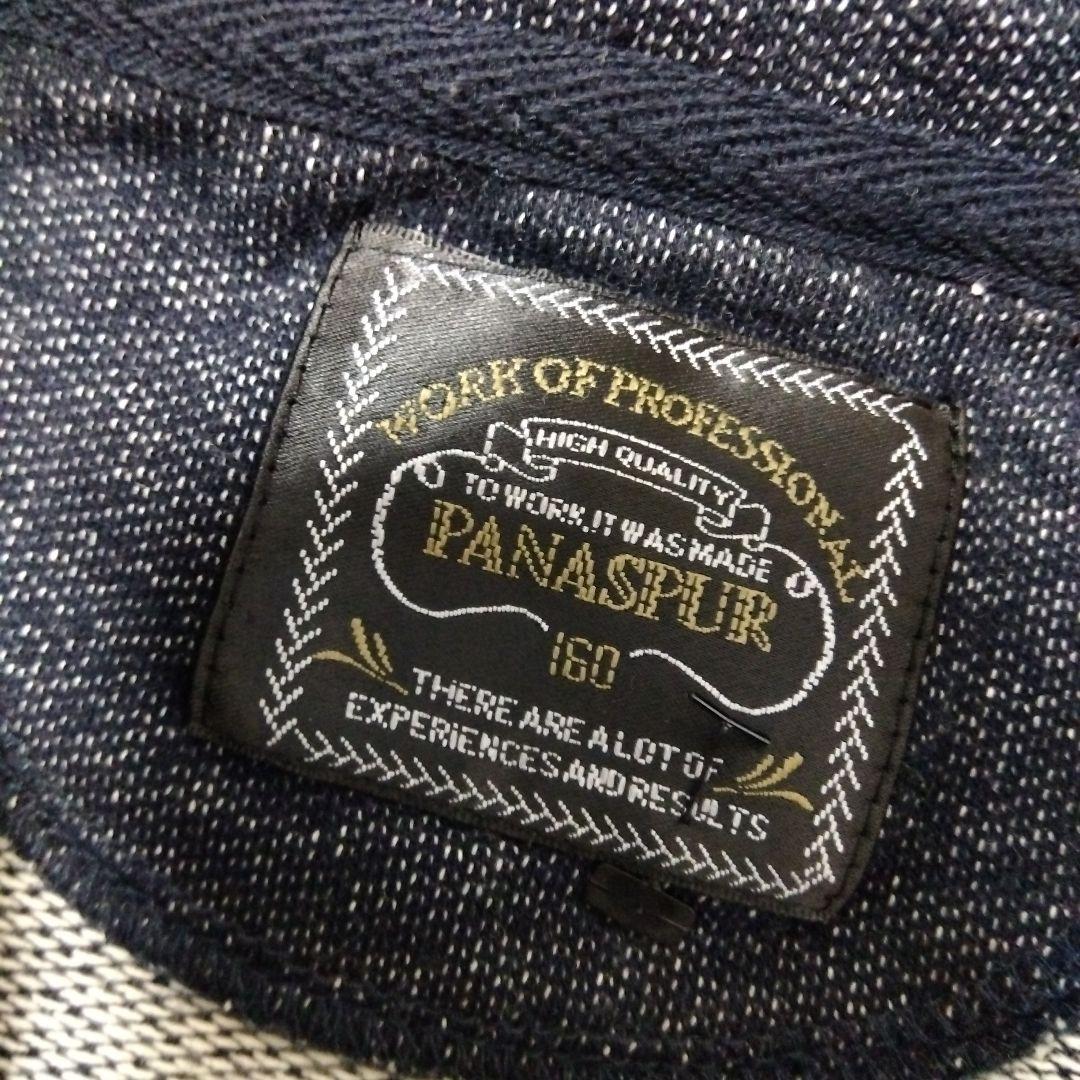 WORK OF PROFESSIONAL
HIGH QUALITY
TO WORK, IT WAS MADE
PANASPUR
160
THERE ARE A LOT OF
EXPERIENCES AND RESULTS